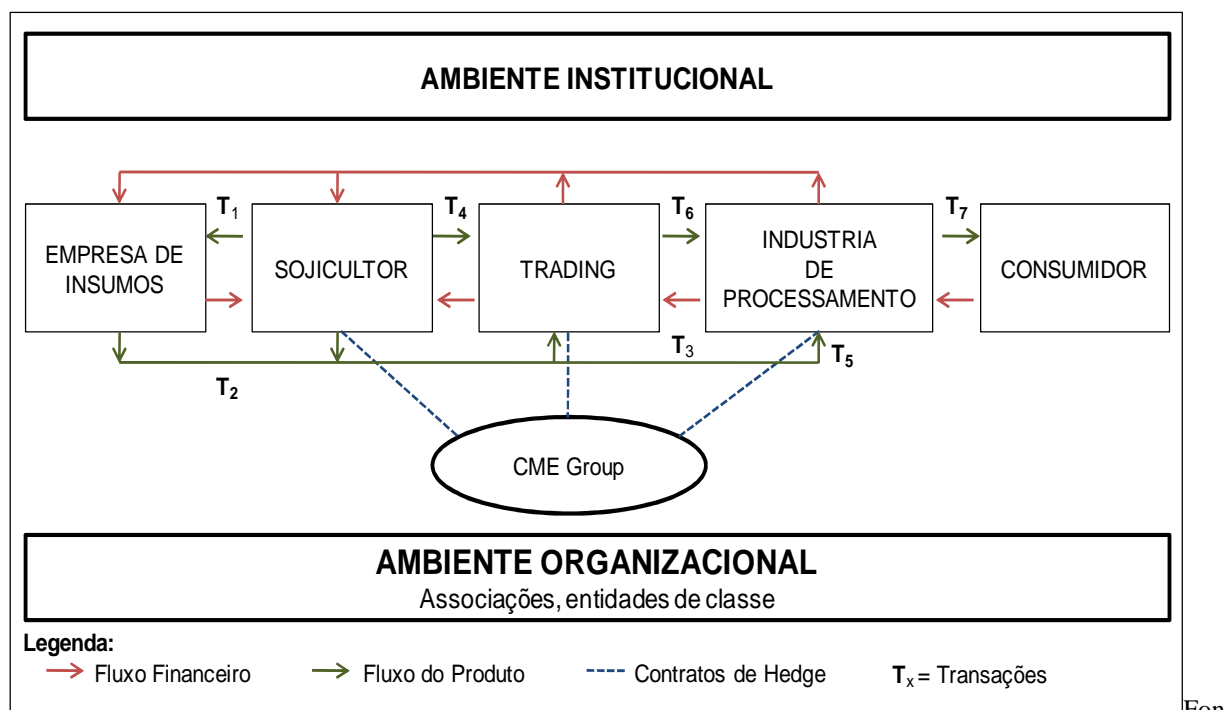 AMBIENTE INSTITUCIONAL
T₁
T₄
T₆
T₇
EMPRESA DE
INSUMOS
SOJICULTOR
TRADING
INDUSTRIA
DE
PROCESSAMENTO
CONSUMIDOR
T₂
T₃
T₅
CME Group
AMBIENTE ORGANIZACIONAL
Associações, entidades de classe
Legenda:
Fluxo Financeiro
Fluxo do Produto
Contratos de Hedge
Tₓ = Transações